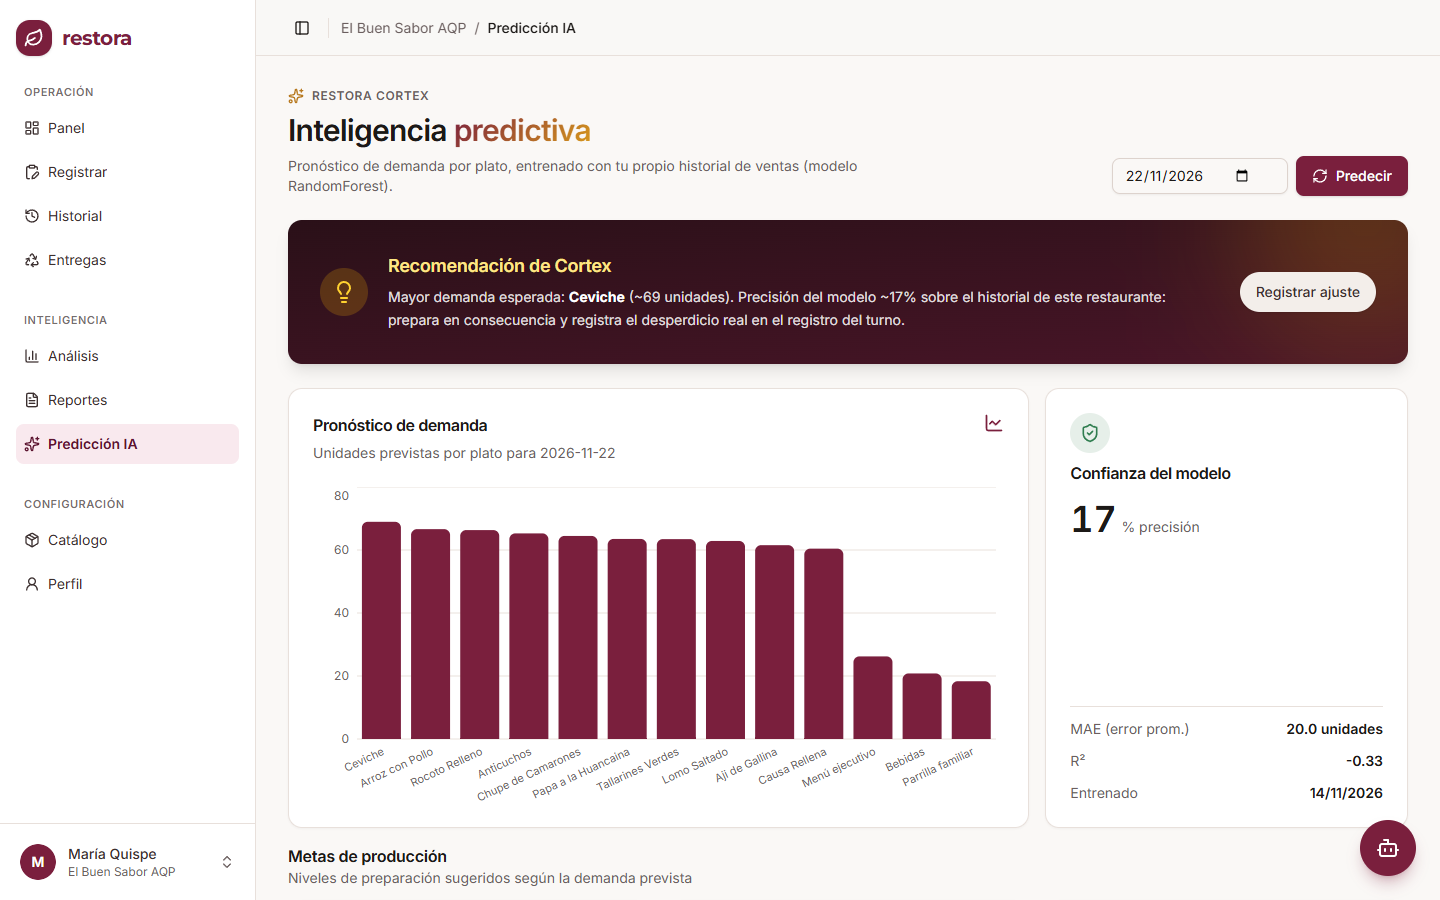 restora
OPERACIÓN
Panel
Registrar
Historial
Entregas
INTELIGENCIA
Análisis
Reportes
Predicción IA
CONFIGURACIÓN
Catálogo
Perfil
M
María Quispe
El Buen Sabor AQP
El Buen Sabor AQP / Predicción IA
RESTORA CORTEX
Inteligencia predictiva
Pronóstico de demanda por plato, entrenado con tu propio historial de ventas (modelo
RandomForest).
22/11/2026
Predecir
Recomendación de Cortex
Mayor demanda esperada: Ceviche (~69 unidades). Precisión del modelo ~17% sobre el historial de este restaurante:
prepara en consecuencia y registra el desperdicio real en el registro del turno.
Registrar ajuste
Pronóstico de demanda
Unidades previstas por plato para 2026-11-22
80
60
40
20
0
Ceviche
Arroz con Pollo
Rocoto Relleno
Anticuchos
Chupe de Camarones
Papa a la Huancaina
Tallarines Verdes
Lomo Saltado
Aji de Gallina
Causa Rellena
Menú ejecutivo
Bebidas
Parrilla familiar
Confianza del modelo
17 % precisión
MAE (error prom.) 20.0 unidades
R² -0.33
Entrenado 14/11/2026
Metas de producción
Niveles de preparación sugeridos según la demanda prevista